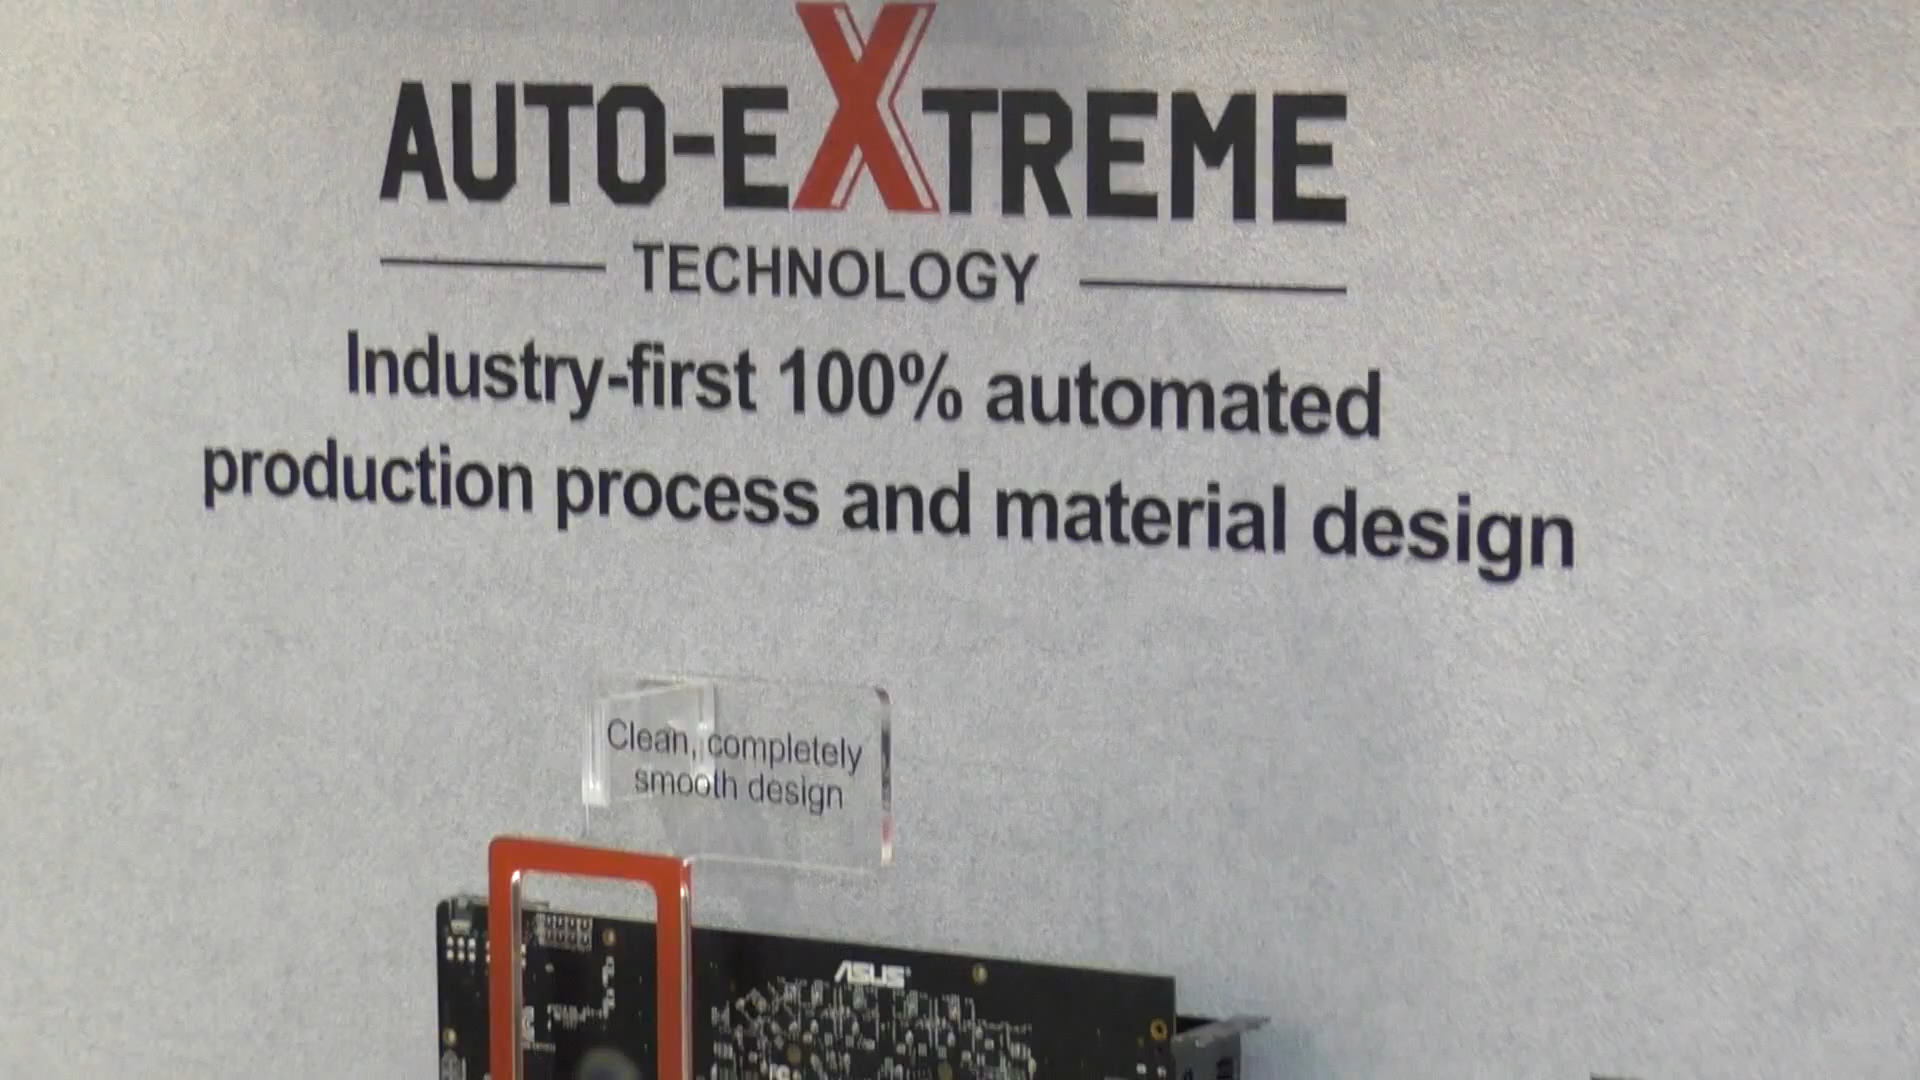 AUTO-EXTREME
TECHNOLOGY
Industry-first 100% automated
production process and material design
Clean, completely
smooth design
ASUS